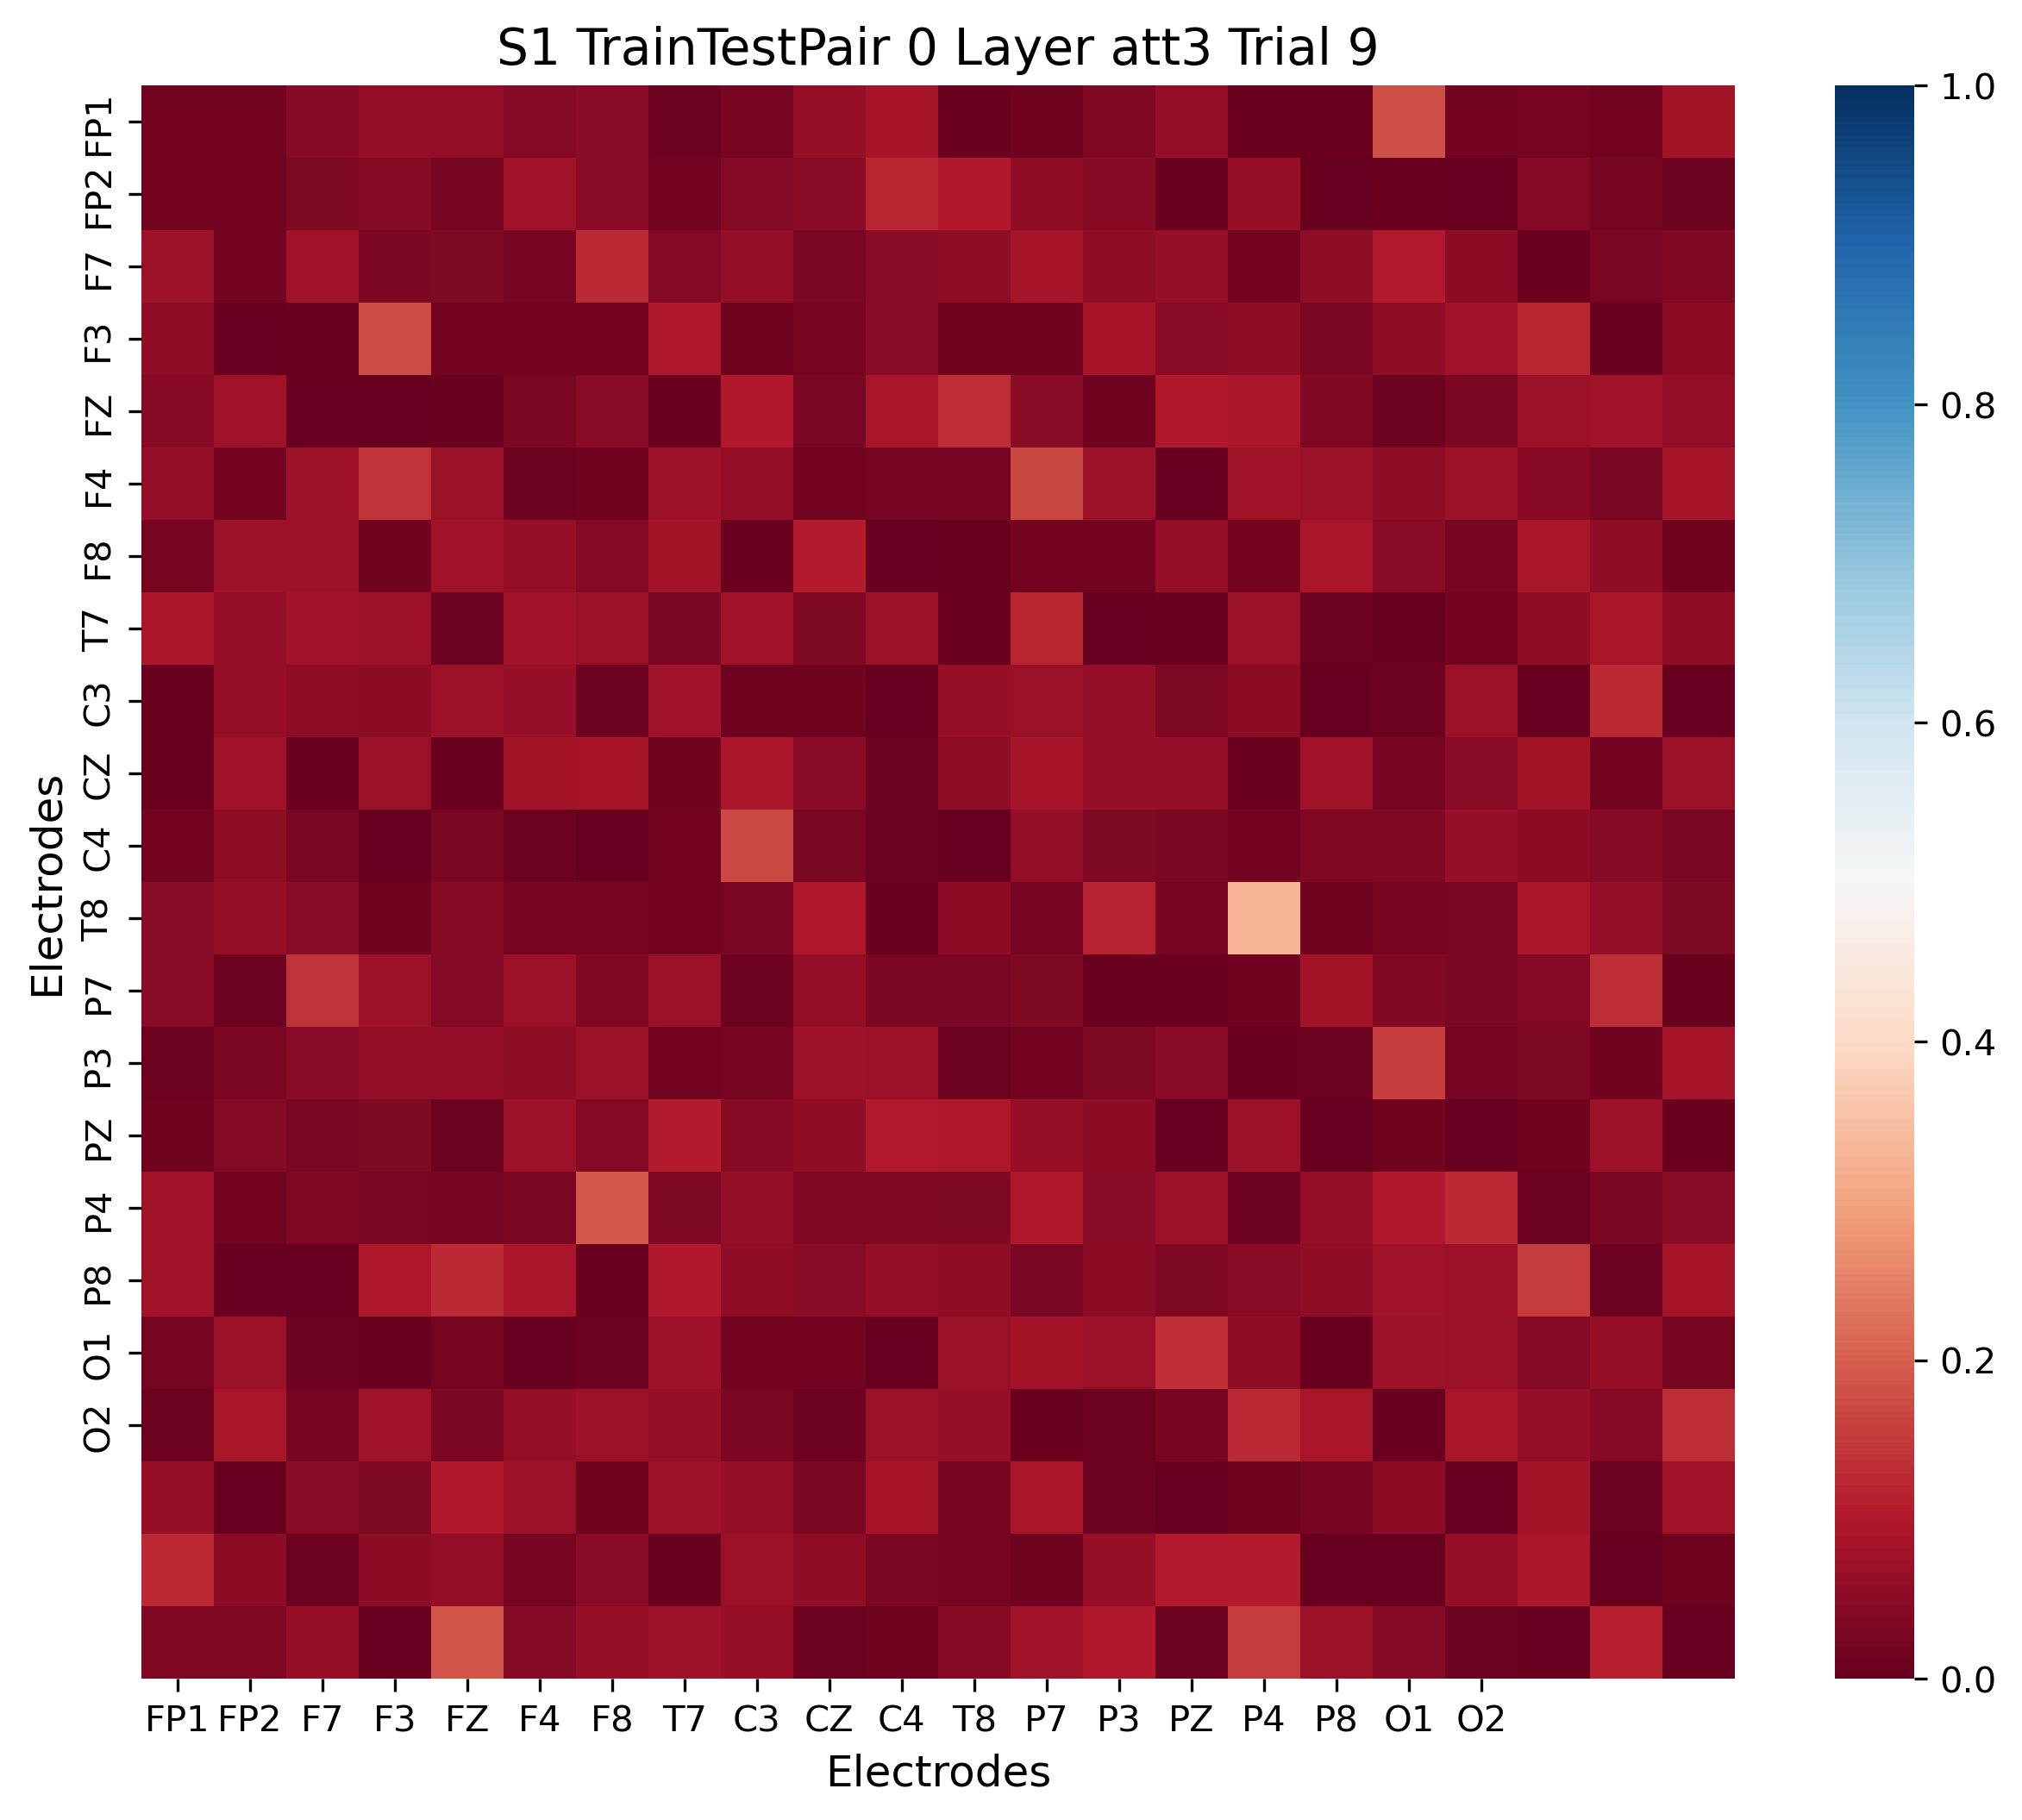 S1 TrainTestPair 0 Layer att3 Trial 9
Electrodes
FP1
FP2
F7
F3
FZ
F4
F8
T7
C3
CZ
C4
T8
P7
P3
PZ
P4
P8
O1
O2
FP1 FP2 F7 F3 FZ F4 F8 T7 C3 CZ C4 T8 P7 P3 PZ P4 P8 O1 O2
Electrodes
1.0
0.8
0.6
0.4
0.2
0.0